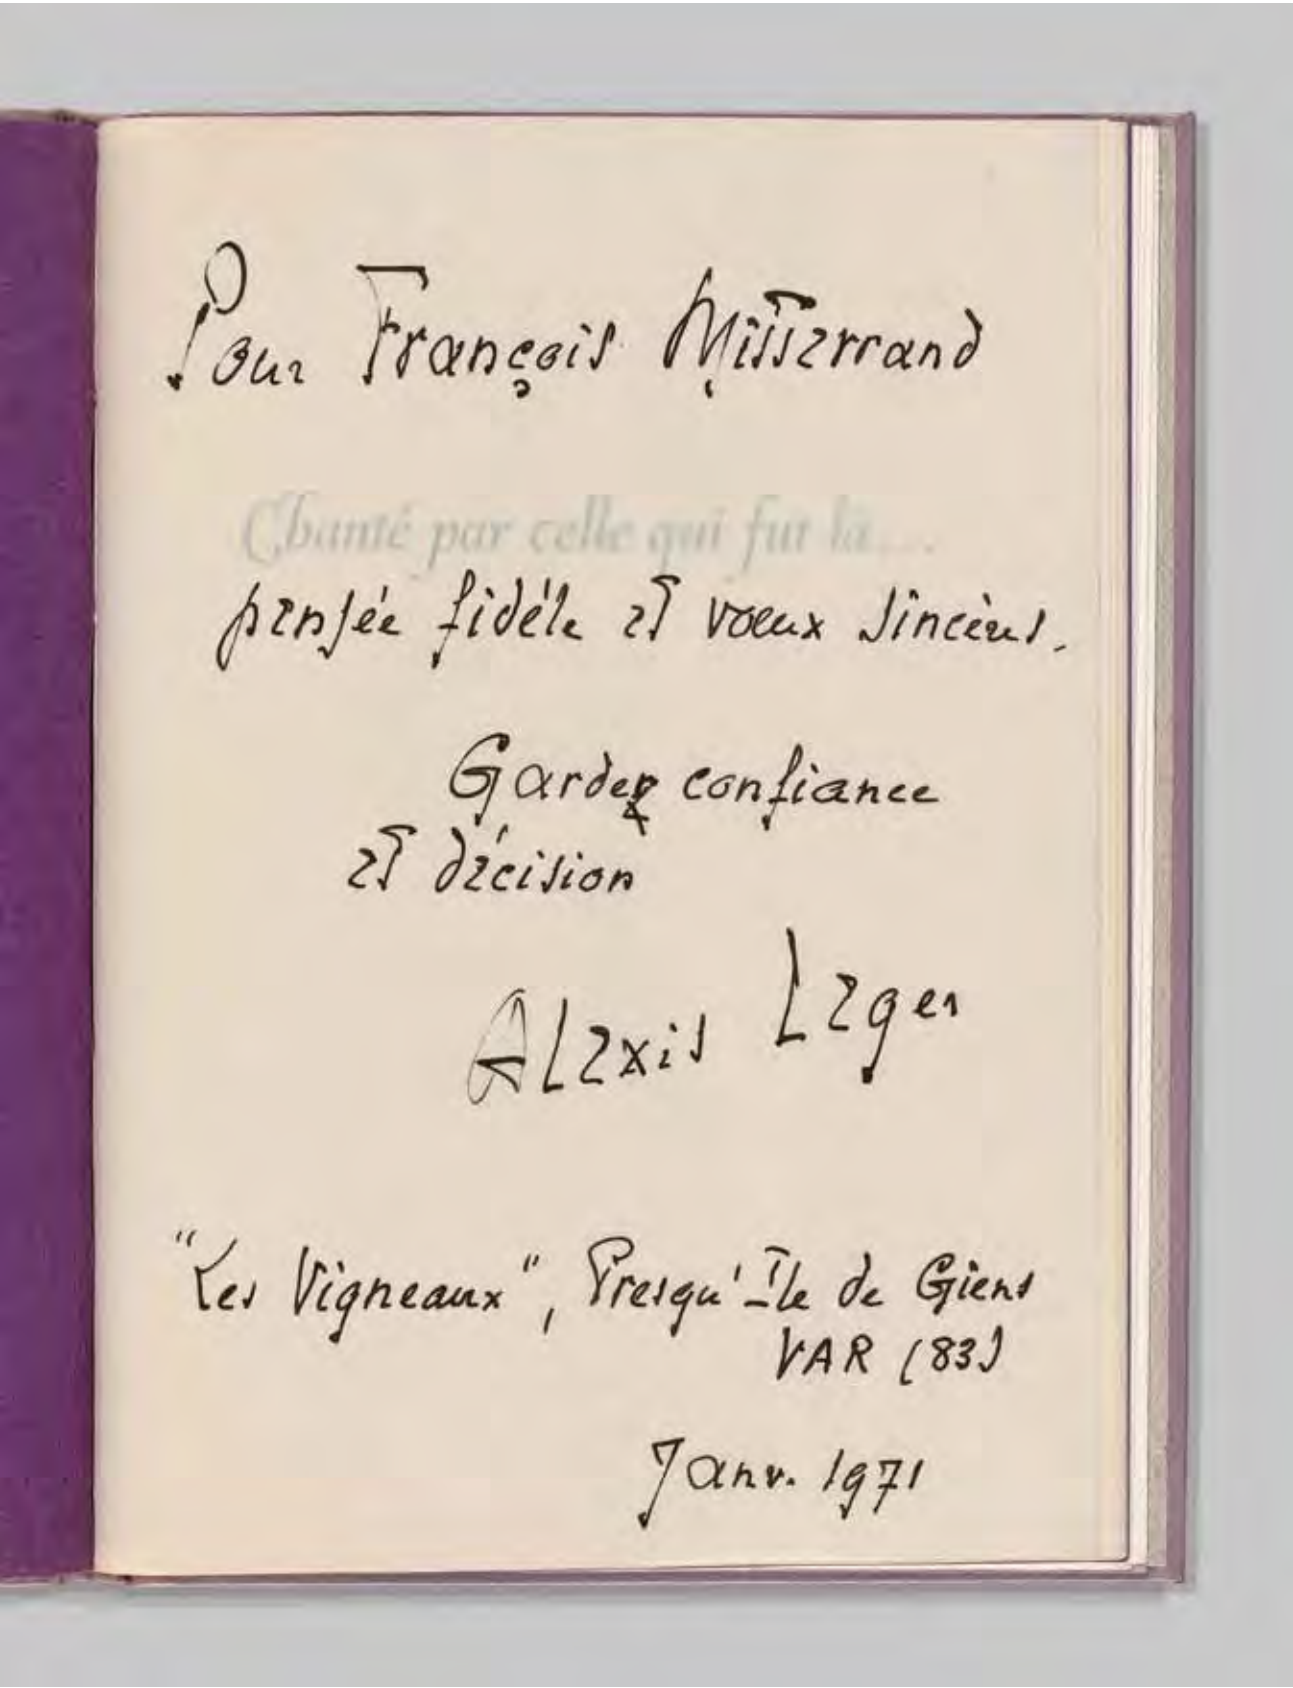 Pour François Mitterrand
Chanté par celle qui fut là...
pensée fidèle et vœux sincères.
Gardez confiance
et décision
Alexis Leger
"Les Vigneaux", Presqu'île de Giens
VAR (83)
Janv. 1971